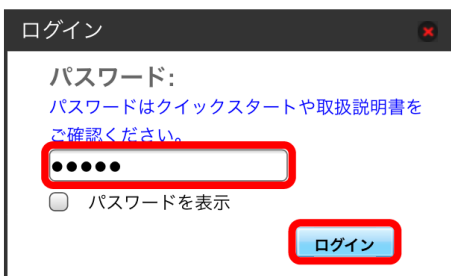 ログイン
パスワード:
パスワードはクイックスタートや取扱説明書を
ご確認ください。
●●●●●
パスワードを表示
ログイン